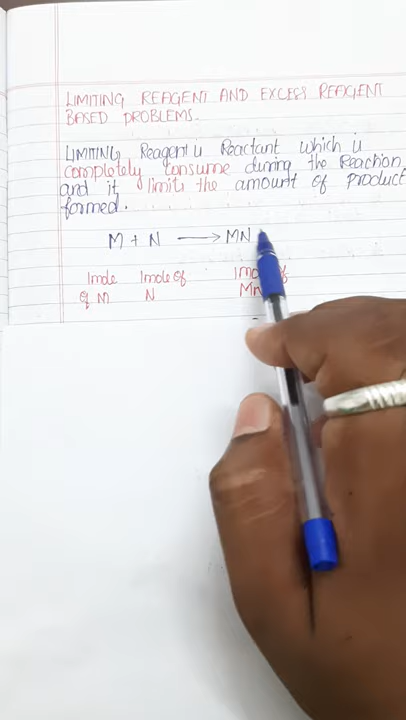 LIMITING REAGENT AND EXCESS REAGENT
BASED PROBLEMS.
LIMITING Reagent is Reactant which is
completely consume during the Reaction
and it limits the amount of product
formed.
M + N → MN
1mole 1mole of 1mole of
of M N